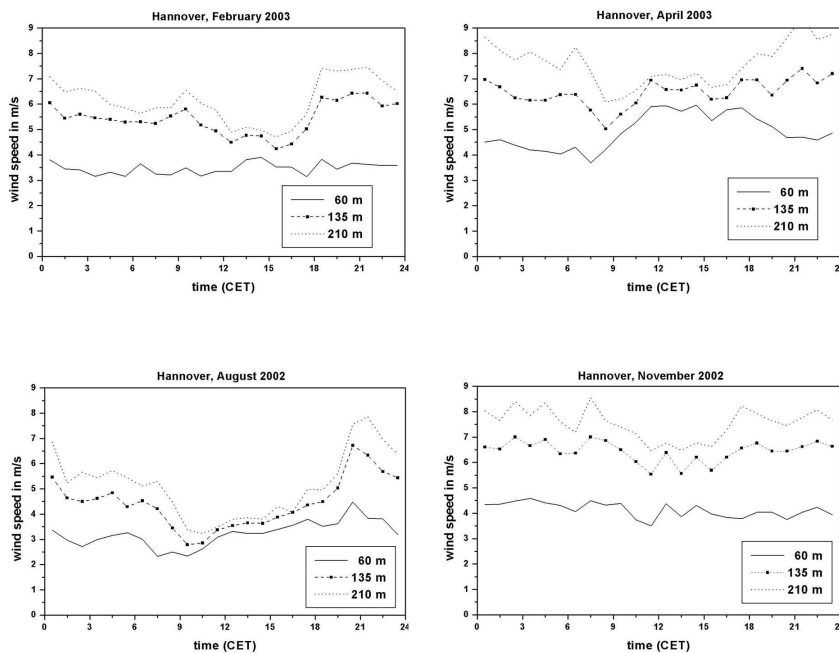 Hannover, February 2003
wind speed in m/s
9
8
7
6
5
4
3
2
1
0
60 m
135 m
210 m
0 3 6 9 12 15 18 21 24
time (CET)
Hannover, April 2003
wind speed in m/s
9
8
7
6
5
4
3
2
1
0
60 m
135 m
210 m
0 3 6 9 12 15 18 21 24
time (CET)
Hannover, August 2002
wind speed in m/s
9
8
7
6
5
4
3
2
1
0
60 m
135 m
210 m
0 3 6 9 12 15 18 21 24
time (CET)
Hannover, November 2002
wind speed in m/s
9
8
7
6
5
4
3
2
1
0
60 m
135 m
210 m
0 3 6 9 12 15 18 21 24
time (CET)